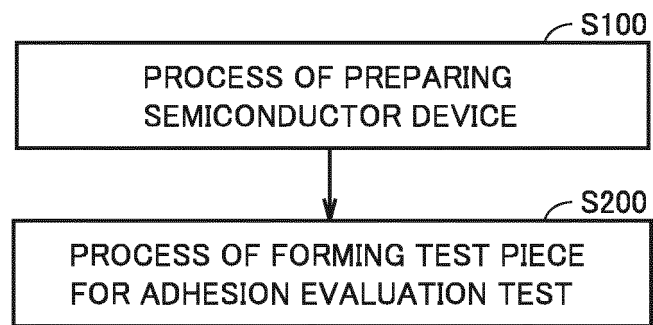 S100
PROCESS OF PREPARING
SEMICONDUCTOR DEVICE
S200
PROCESS OF FORMING TEST PIECE
FOR ADHESION EVALUATION TEST